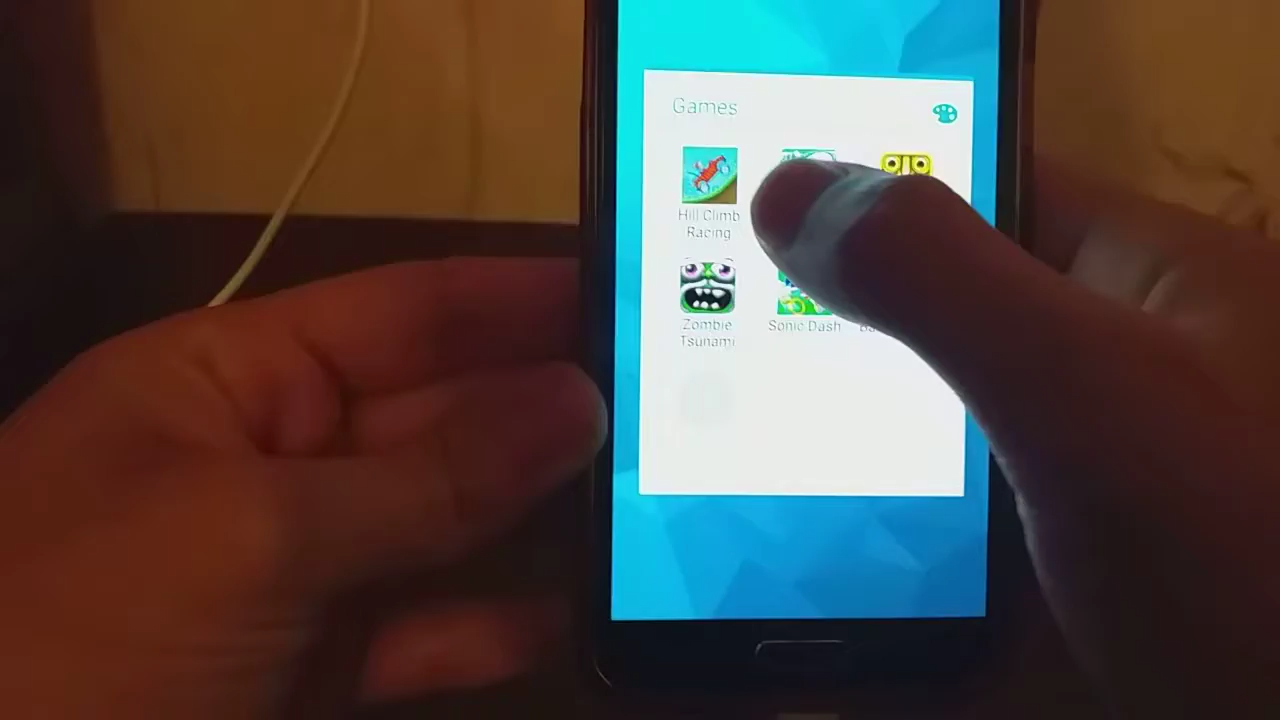 Games
Hill Climb
Racing
Zombie
Tsunami
Sonic Dash